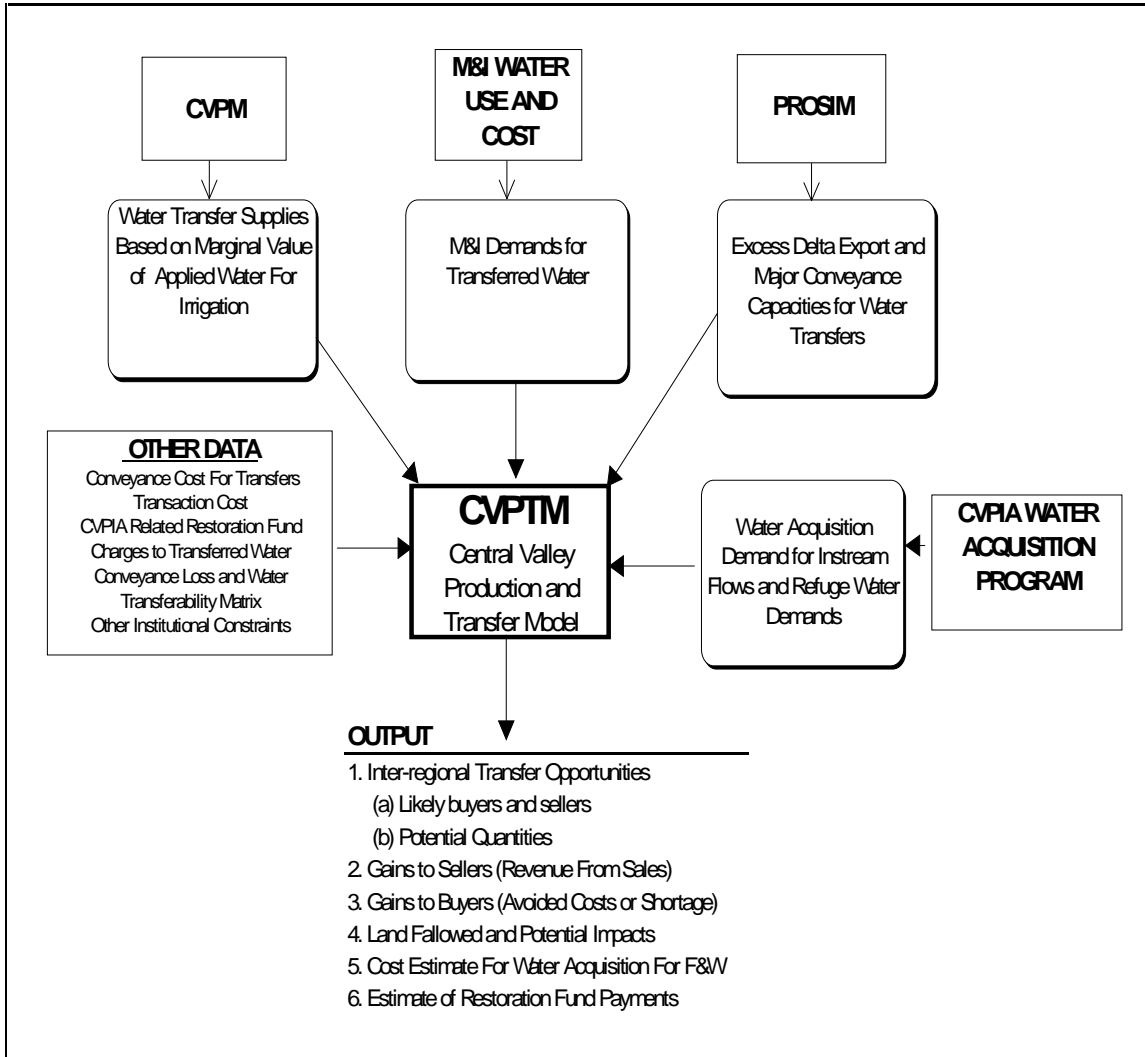 CVPM
M&I WATER
USE AND
COST
PROSIM
Water Transfer Supplies
Based on Marginal Value
of Applied Water For
Irrigation
M&I Demands for
Transferred Water
Excess Delta Export and
Major Conveyance
Capacities for Water
Transfers
OTHER DATA
Conveyance Cost For Transfers
Transaction Cost
CVPIA Related Restoration Fund
Charges to Transferred Water
Conveyance Loss and Water
Transferability Matrix
Other Institutional Constraints
CVPTM
Central Valley
Production and
Transfer Model
Water Acquisition
Demand for Instream
Flows and Refuge Water
Demands
CVPIA WATER
ACQUISITION
PROGRAM
OUTPUT
1. Inter-regional Transfer Opportunities
(a) Likely buyers and sellers
(b) Potential Quantities
2. Gains to Sellers (Revenue From Sales)
3. Gains to Buyers (Avoided Costs or Shortage)
4. Land Fallowed and Potential Impacts
5. Cost Estimate For Water Acquisition For F&W
6. Estimate of Restoration Fund Payments